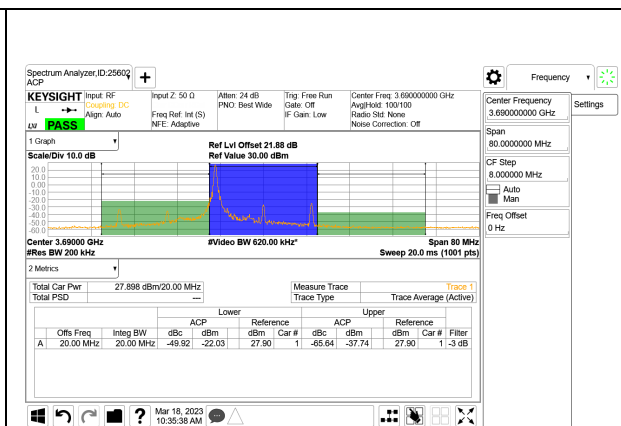 Spectrum Analyzer,ID:25602
ACP
Frequency
KEYSIGHT
Input: RF
Input Z: 50 Ω
Atten: 24 dB
Trig: Free Run
Center Freq: 3.690000000 GHz
L
Coupling: DC
PNO: Best Wide
Gate: Off
Avg|Hold: 100/100
Align: Auto
Freq Ref: Int (S)
IF Gain: Low
Radio Std: None
PASS
NFE: Adaptive
Noise Correction: Off
Center Frequency
3.690000000 GHz
Settings
Span
80.0000000 MHz
CF Step
8.000000 MHz
Auto
Man
Freq Offset
0 Hz
1 Graph
Ref Lvl Offset 21.88 dB
Scale/Div 10.0 dB
Ref Value 30.00 dBm
20.0
10.0
0.00
-10.0
-20.0
-30.0
-40.0
-50.0
-60.0
Center 3.69000 GHz
#Video BW 620.00 kHz*
Span 80 MHz
#Res BW 200 kHz
Sweep 20.0 ms (1001 pts)
2 Metrics
Total Car Pwr 27.898 dBm/20.00 MHz
Measure Trace Trace 1
Total PSD ---
Trace Type Trace Average (Active)
Lower Upper
ACP Reference ACP Reference
Offs Freq Integ BW dBc dBm dBm Car # dBc dBm dBm Car # Filter
A 20.00 MHz 20.00 MHz -49.92 -22.03 27.90 1 -65.64 -37.74 27.90 1 -3 dB
?
Mar 18, 2023
10:35:38 AM